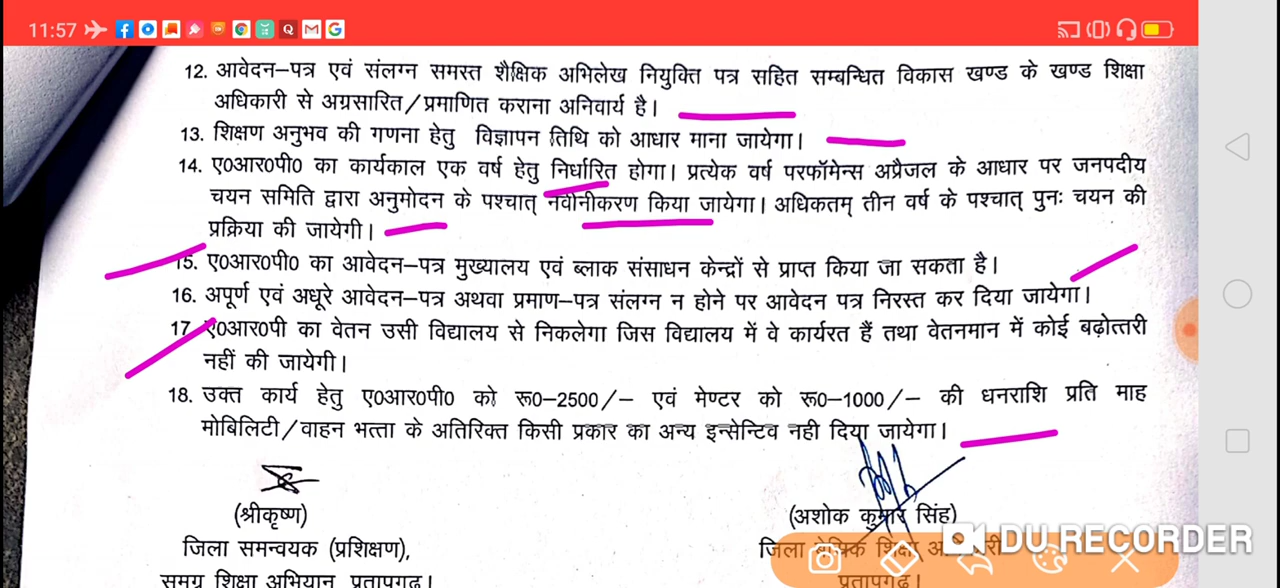 11:57
12. आवेदन–पत्र एवं संलग्न समस्त शैक्षिक अभिलेख नियुक्ति पत्र सहित सम्बन्धित विकास खण्ड के खण्ड शिक्षा
अधिकारी से अग्रसारित/प्रमाणित कराना अनिवार्य है।
13. शिक्षण अनुभव की गणना हेतु विज्ञापन तिथि को आधार माना जायेगा।
14. ए0आर0पी0 का कार्यकाल एक वर्ष हेतु निर्धारित होगा। प्रत्येक वर्ष परफॉमेन्स अप्रैजल के आधार पर जनपदीय
चयन समिति द्वारा अनुमोदन के पश्चात् नवीनीकरण किया जायेगा। अधिकतम् तीन वर्ष के पश्चात् पुनः चयन की
प्रक्रिया की जायेगी।
15. ए0आर0पी0 का आवेदन–पत्र मुख्यालय एवं ब्लाक संसाधन केन्द्रों से प्राप्त किया जा सकता है।
16. अपूर्ण एवं अधूरे आवेदन–पत्र अथवा प्रमाण–पत्र संलग्न न होने पर आवेदन पत्र निरस्त कर दिया जायेगा।
17. ए0आर0पी का वेतन उसी विद्यालय से निकलेगा जिस विद्यालय में वे कार्यरत हैं तथा वेतनमान में कोई बढ़ोत्तरी
नहीं की जायेगी।
18. उक्त कार्य हेतु ए0आर0पी0 को रू0–2500/– एवं मेण्टर को रू0–1000/– की धनराशि प्रति माह
मोबिलिटी/वाहन भत्ता के अतिरिक्त किसी प्रकार का अन्य इन्सेन्टिव नही दिया जायेगा।
(श्रीकृष्ण) (अशोक कुमार सिंह)
जिला समन्वयक (प्रशिक्षण), जिला
DU RECORDER
समग्र शिक्षा अभियान, प्रतापगढ़। प्रतापगढ़।